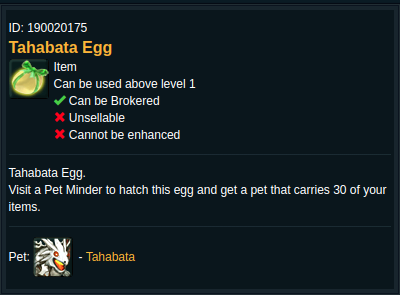 ID: 190020175
Tahabata Egg
Item
Can be used above level 1
Can be Brokered
Unsellable
Cannot be enhanced
Tahabata Egg.
Visit a Pet Minder to hatch this egg and get a pet that carries 30 of your
items.
Pet: - Tahabata